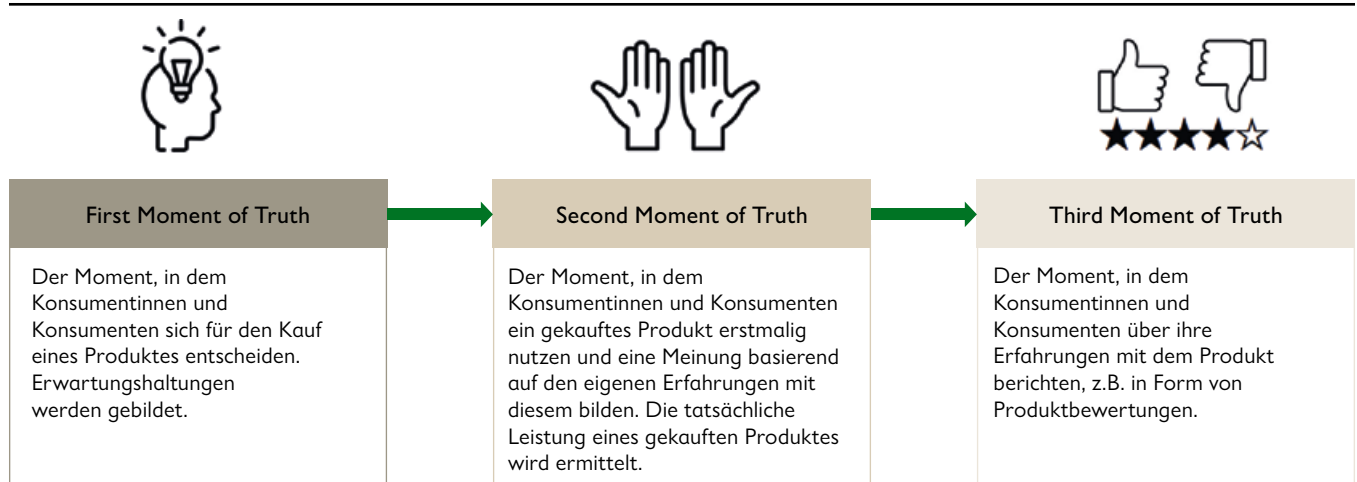 First Moment of Truth
Der Moment, in dem
Konsumentinnen und
Konsumenten sich für den Kauf
eines Produktes entscheiden.
Erwartungshaltungen
werden gebildet.
Second Moment of Truth
Der Moment, in dem
Konsumentinnen und Konsumenten
ein gekauftes Produkt erstmalig
nutzen und eine Meinung basierend
auf den eigenen Erfahrungen mit
diesem bilden. Die tatsächliche
Leistung eines gekauften Produktes
wird ermittelt.
Third Moment of Truth
Der Moment, in dem
Konsumentinnen und
Konsumenten über ihre
Erfahrungen mit dem Produkt
berichten, z.B. in Form von
Produktbewertungen.